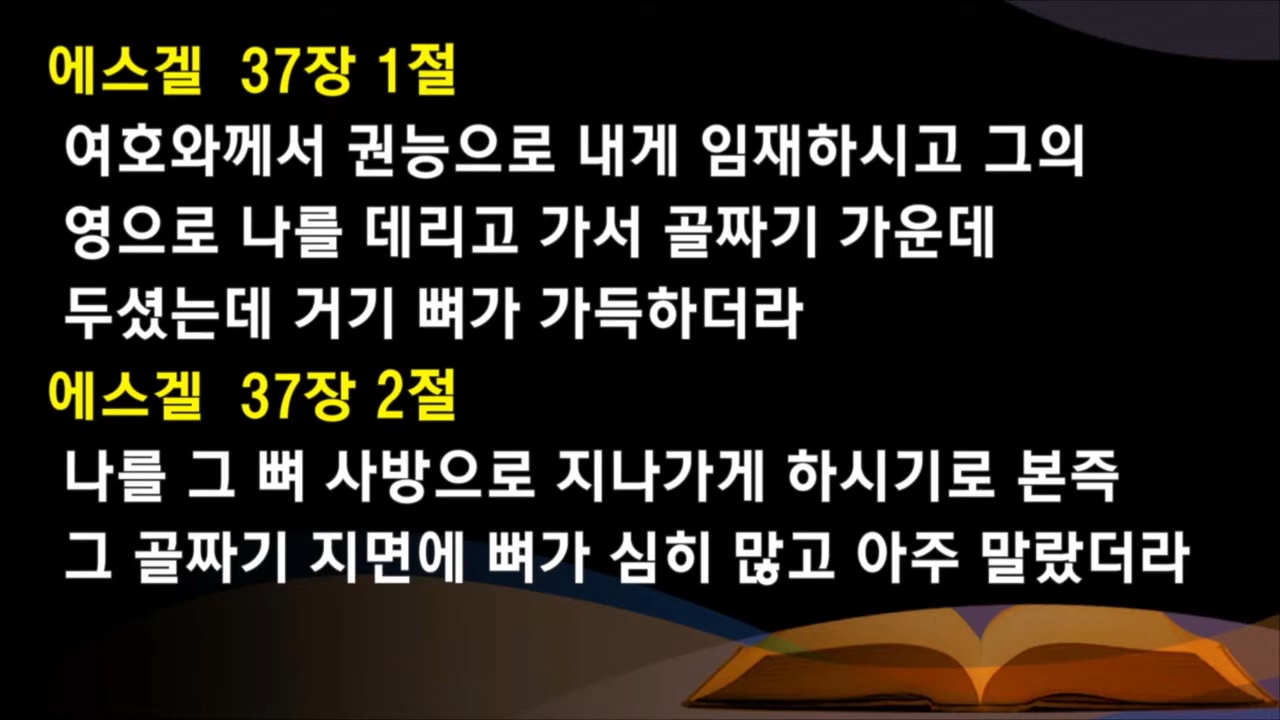 에스겔 37장 1절
여호와께서 권능으로 내게 임재하시고 그의
영으로 나를 데리고 가서 골짜기 가운데
두셨는데 거기 뼈가 가득하더라
에스겔 37장 2절
나를 그 뼈 사방으로 지나가게 하시기로 본즉
그 골짜기 지면에 뼈가 심히 많고 아주 말랐더라